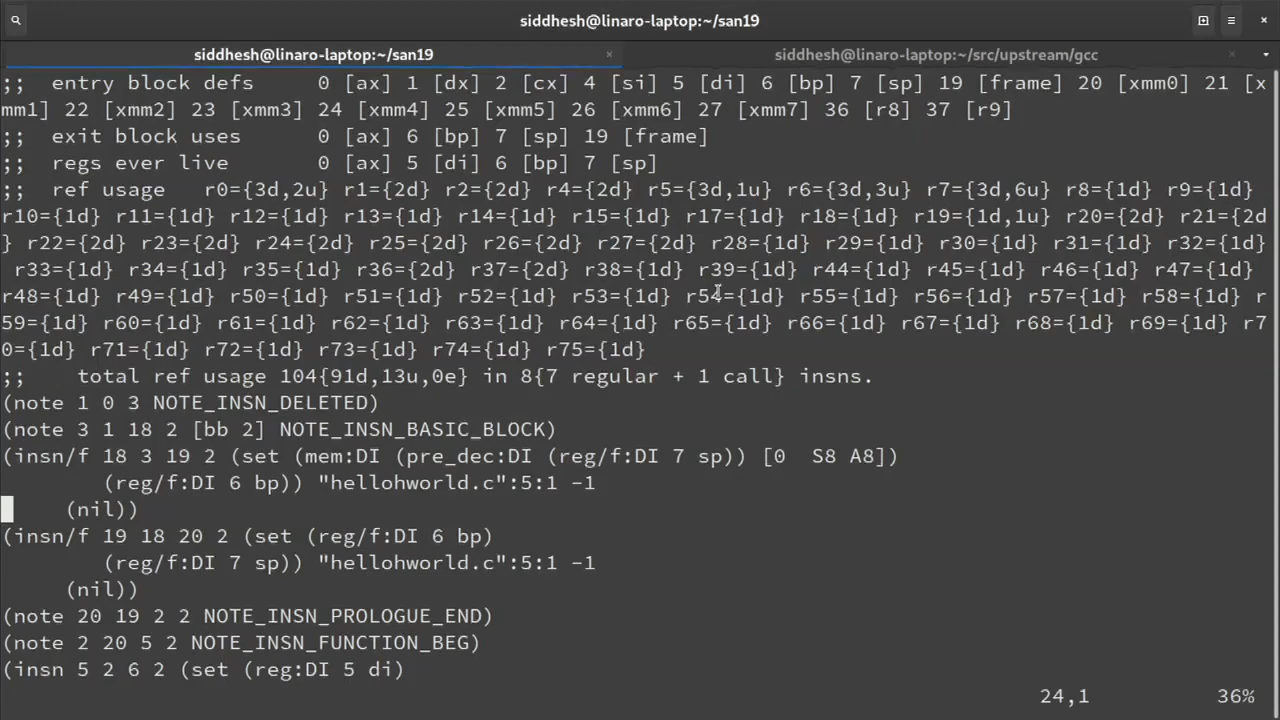 siddhesh@linaro-laptop:~/san19
siddhesh@linaro-laptop:~/san19 × siddhesh@linaro-laptop:~/src/upstream/gcc ×
;;  entry block defs   0 [ax] 1 [dx] 2 [cx] 4 [si] 5 [di] 6 [bp] 7 [sp] 19 [frame] 20 [xmm0] 21 [x
mm1] 22 [xmm2] 23 [xmm3] 24 [xmm4] 25 [xmm5] 26 [xmm6] 27 [xmm7] 36 [r8] 37 [r9]
;;  exit block uses    0 [ax] 6 [bp] 7 [sp] 19 [frame]
;;  regs ever live     0 [ax] 5 [di] 6 [bp] 7 [sp]
;;  ref usage   r0={3d,2u} r1={2d} r2={2d} r4={2d} r5={3d,1u} r6={3d,3u} r7={3d,6u} r8={1d} r9={1d}
r10={1d} r11={1d} r12={1d} r13={1d} r14={1d} r15={1d} r17={1d} r18={1d} r19={1d,1u} r20={2d} r21={2d
} r22={2d} r23={2d} r24={2d} r25={2d} r26={2d} r27={2d} r28={1d} r29={1d} r30={1d} r31={1d} r32={1d}
 r33={1d} r34={1d} r35={1d} r36={2d} r37={2d} r38={1d} r39={1d} r44={1d} r45={1d} r46={1d} r47={1d}
r48={1d} r49={1d} r50={1d} r51={1d} r52={1d} r53={1d} r54={1d} r55={1d} r56={1d} r57={1d} r58={1d} r
59={1d} r60={1d} r61={1d} r62={1d} r63={1d} r64={1d} r65={1d} r66={1d} r67={1d} r68={1d} r69={1d} r7
0={1d} r71={1d} r72={1d} r73={1d} r74={1d} r75={1d}
;;    total ref usage 104{91d,13u,0e} in 8{7 regular + 1 call} insns.
(note 1 0 3 NOTE_INSN_DELETED)
(note 3 1 18 2 [bb 2] NOTE_INSN_BASIC_BLOCK)
(insn/f 18 3 19 2 (set (mem:DI (pre_dec:DI (reg/f:DI 7 sp)) [0  S8 A8])
        (reg/f:DI 6 bp)) "hellohworld.c":5:1 -1
     (nil))
(insn/f 19 18 20 2 (set (reg/f:DI 6 bp)
        (reg/f:DI 7 sp)) "hellohworld.c":5:1 -1
     (nil))
(note 20 19 2 2 NOTE_INSN_PROLOGUE_END)
(note 2 20 5 2 NOTE_INSN_FUNCTION_BEG)
(insn 5 2 6 2 (set (reg:DI 5 di)
24,1 36%